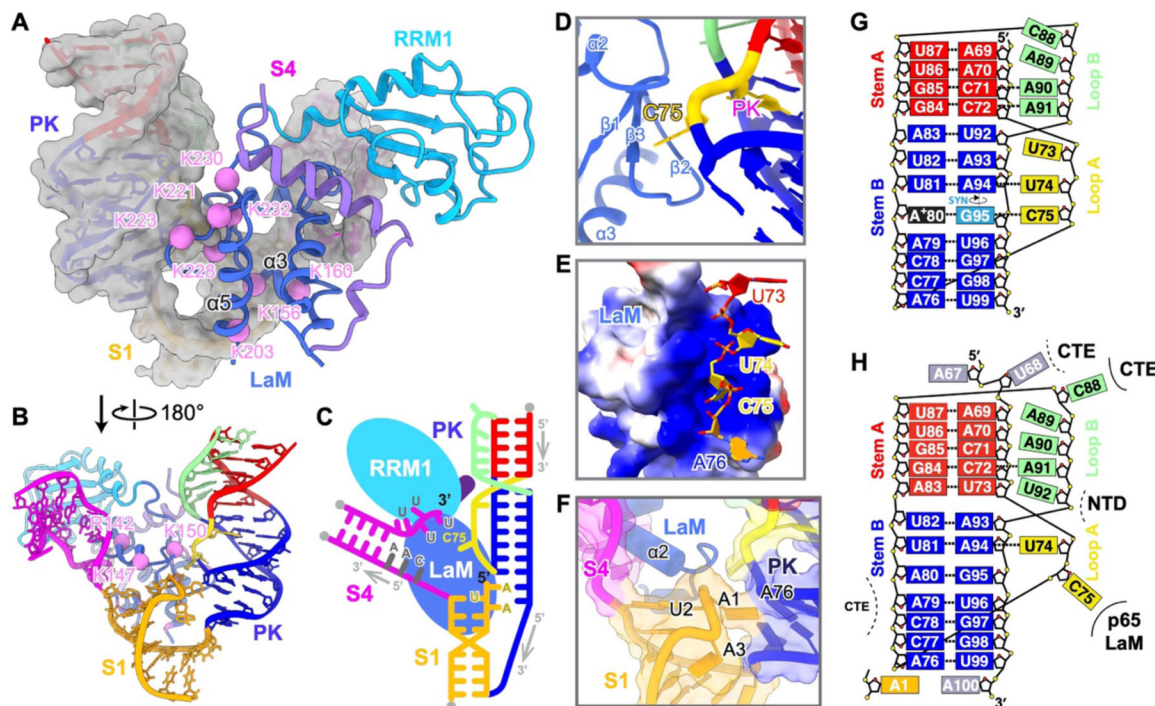 A
RRM1
S4
PK
K230
K221
K223
K232
K228
α3
K160
α5
K156
S1
K203
LaM
180°
B
R142
K150
K147
S4
S1
PK
C
PK
5'
3'
RRM1
3'
U
U
U
U
C75
A
A
C
LaM
3'
5'
5'
S4
U
A
A
S1
5'
3'
3'
D
α2
C75
PK
β1
β3
β2
α3
E
LaM
U73
U74
C75
A76
F
LaM
α2
S4
PK
A76
U2
A1
A3
S1
G
5'
C88
Stem A
U87 A69
A89
Loop B
U86 A70
G85 C71 A90
G84 C72 A91
Stem B
A83 U92
U73
U82 A93
Loop A
U81 A94 U74
SYN
A+80 G95 C75
A79 U96
C78 G97
C77 G98
A76 U99
3'
H
5'
CTE
A67 U68
CTE
C88
Stem A
U87 A69
A89
Loop B
U86 A70
A90
G85 C71
G84 C72 A91
A83 U73
U92
NTD
Stem B
U82 A93
Loop A
U81 A94 U74
A80 G95
C75
CTE
A79 U96
p65
LaM
C78 G97
C77 G98
A76 U99
A1 A100
3'